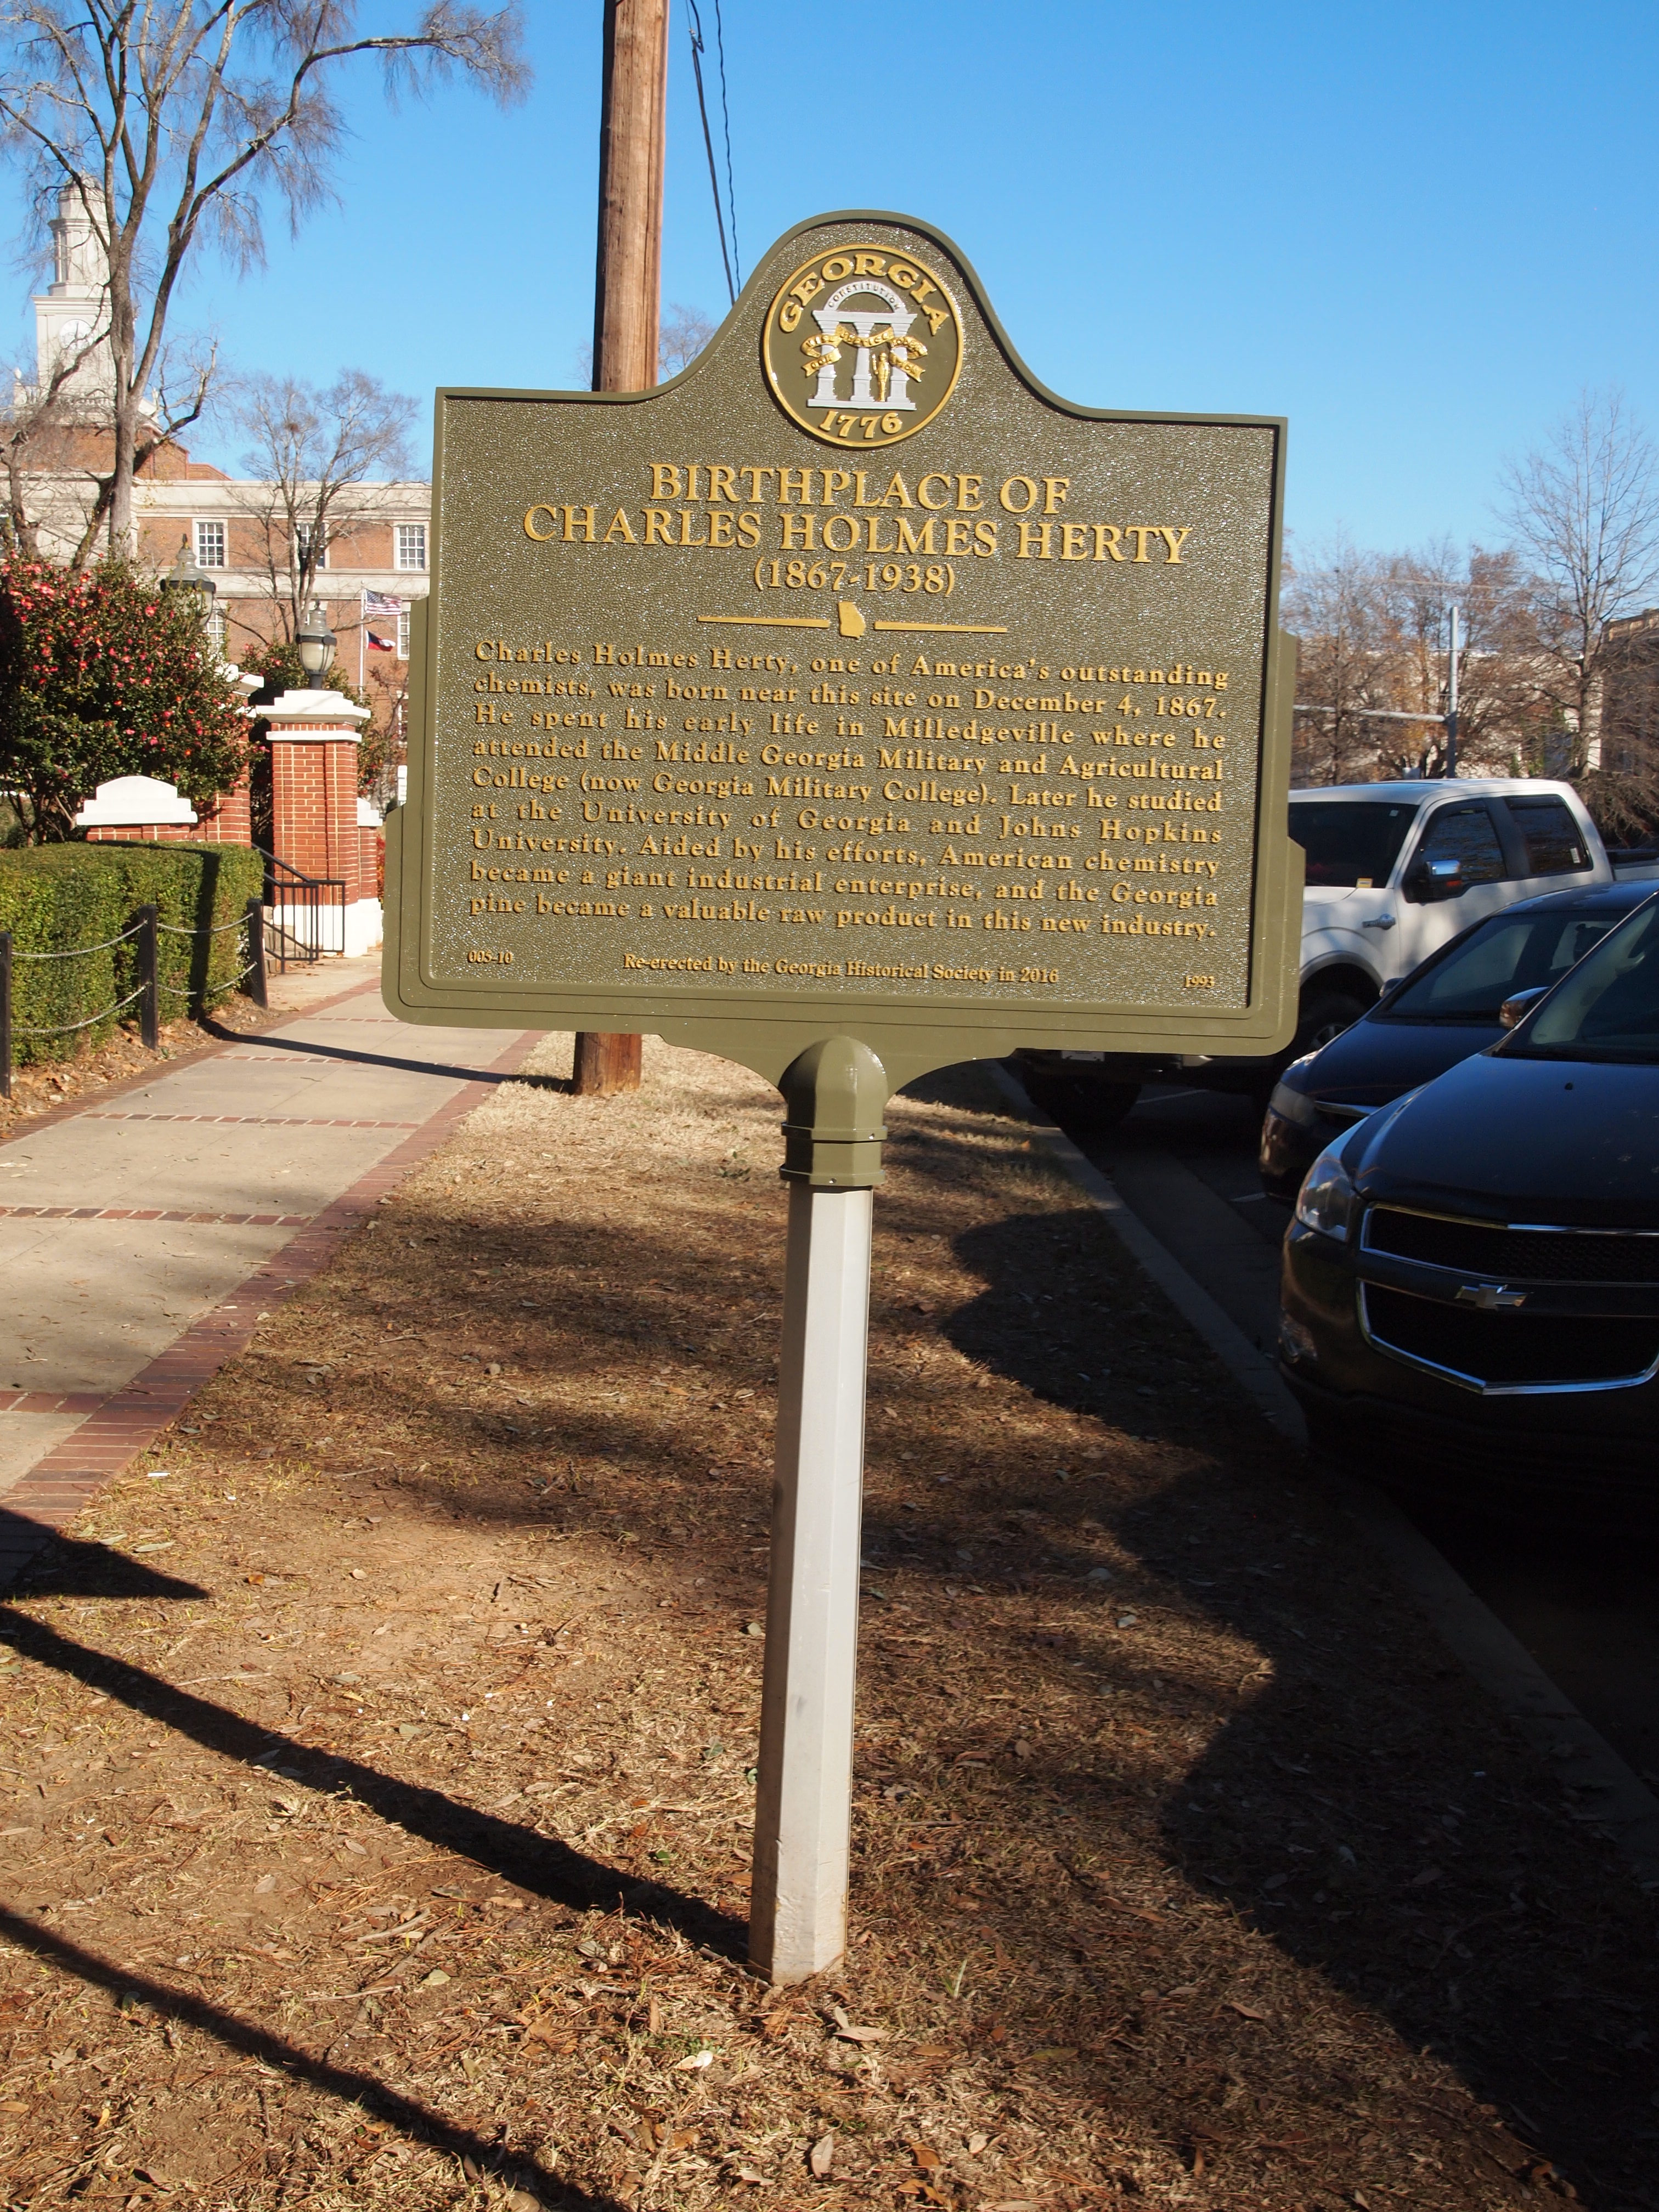 GEORGIA
CONSTITUTION
1776
BIRTHPLACE OF
CHARLES HOLMES HERTY
(1867-1938)
Charles Holmes Herty, one of America's outstanding
chemists, was born near this site on December 4, 1867.
He spent his early life in Milledgeville where he
attended the Middle Georgia Military and Agricultural
College (now Georgia Military College). Later he studied
at the University of Georgia and Johns Hopkins
University. Aided by his efforts, American chemistry
became a giant industrial enterprise, and the Georgia
pine became a valuable raw product in this new industry.
005-10 Re-erected by the Georgia Historical Society in 2016 1993